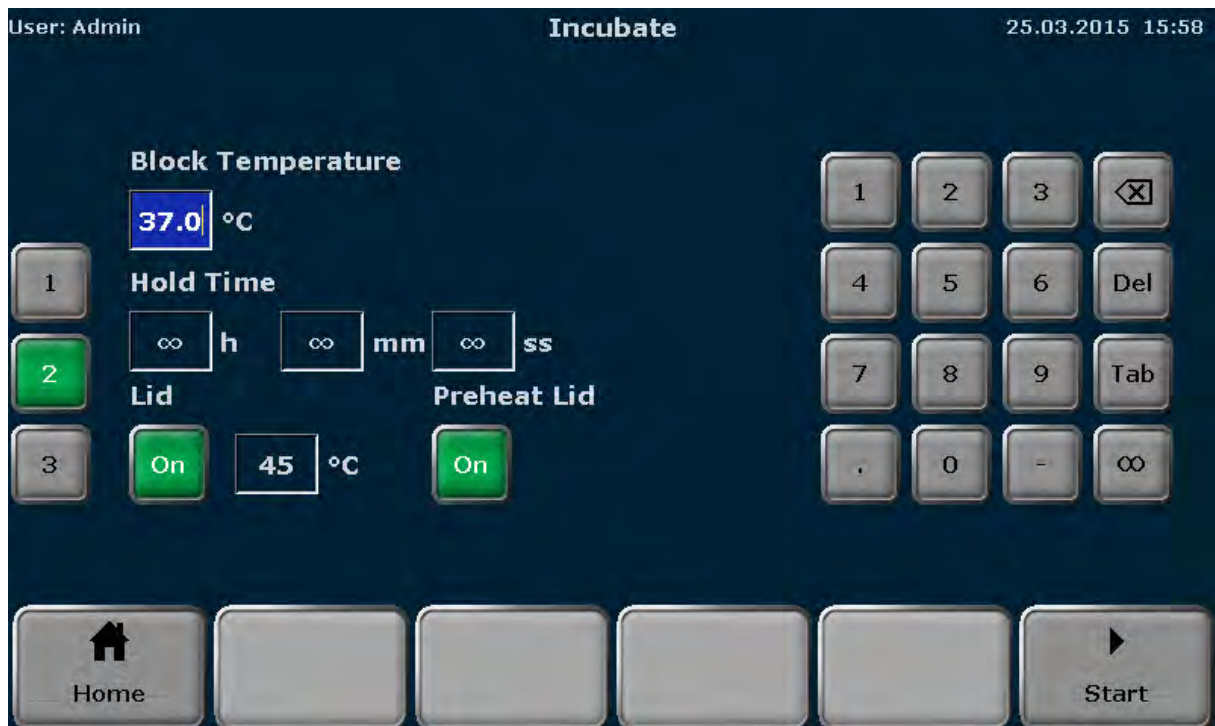 User: Admin Incubate 25.03.2015 15:58
Block Temperature
37.0 °C
Hold Time
∞ h ∞ mm ∞ ss
Lid Preheat Lid
On 45 °C On
1
2
3
1 2 3 ⌫
4 5 6 Del
7 8 9 Tab
. 0 - ∞
Home Start